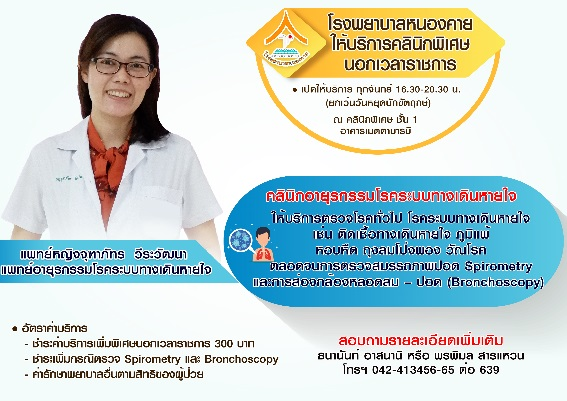 โรงพยาบาลหนองคาย
ให้บริการคลินิกพิเศษ
นอกเวลาราชการ
• เปิดให้บริการ ทุกจันทร์ 16.30-20.30 น.
(ยกเว้นวันหยุดนักขัตฤกษ์)
ณ คลินิกพิเศษ ชั้น 1
อาคารเมตตาบารมี
คลินิกอายุรกรรมโรคระบบทางเดินหายใจ
ให้บริการตรวจโรคทั่วไป โรคระบบทางเดินหายใจ
เช่น ติดเชื้อทางเดินหายใจ ภูมิแพ้
หอบหืด ถุงลมโป่งพอง วัณโรค
ตลอดจนการตรวจสมรรถภาพปอด Spirometry
และการส่องกล้องหลอดลม - ปอด (Bronchoscopy)
แพทย์หญิงจุฑาภัทร วีระวัฒนา
แพทย์อายุรกรรมโรคระบบทางเดินหายใจ
• อัตราค่าบริการ
- ชำระค่าบริการเพิ่มพิเศษนอกเวลาราชการ 300 บาท
- ชำระเพิ่มกรณีตรวจ Spirometry และ Bronchoscopy
- ค่ารักษาพยาบาลอื่นตามสิทธิของผู้ป่วย
สอบถามรายละเอียดเพิ่มเติม
ธนานันท์ อาสนานิ หรือ พรพิมล สารแหวน
โทรฯ 042-413456-65 ต่อ 639